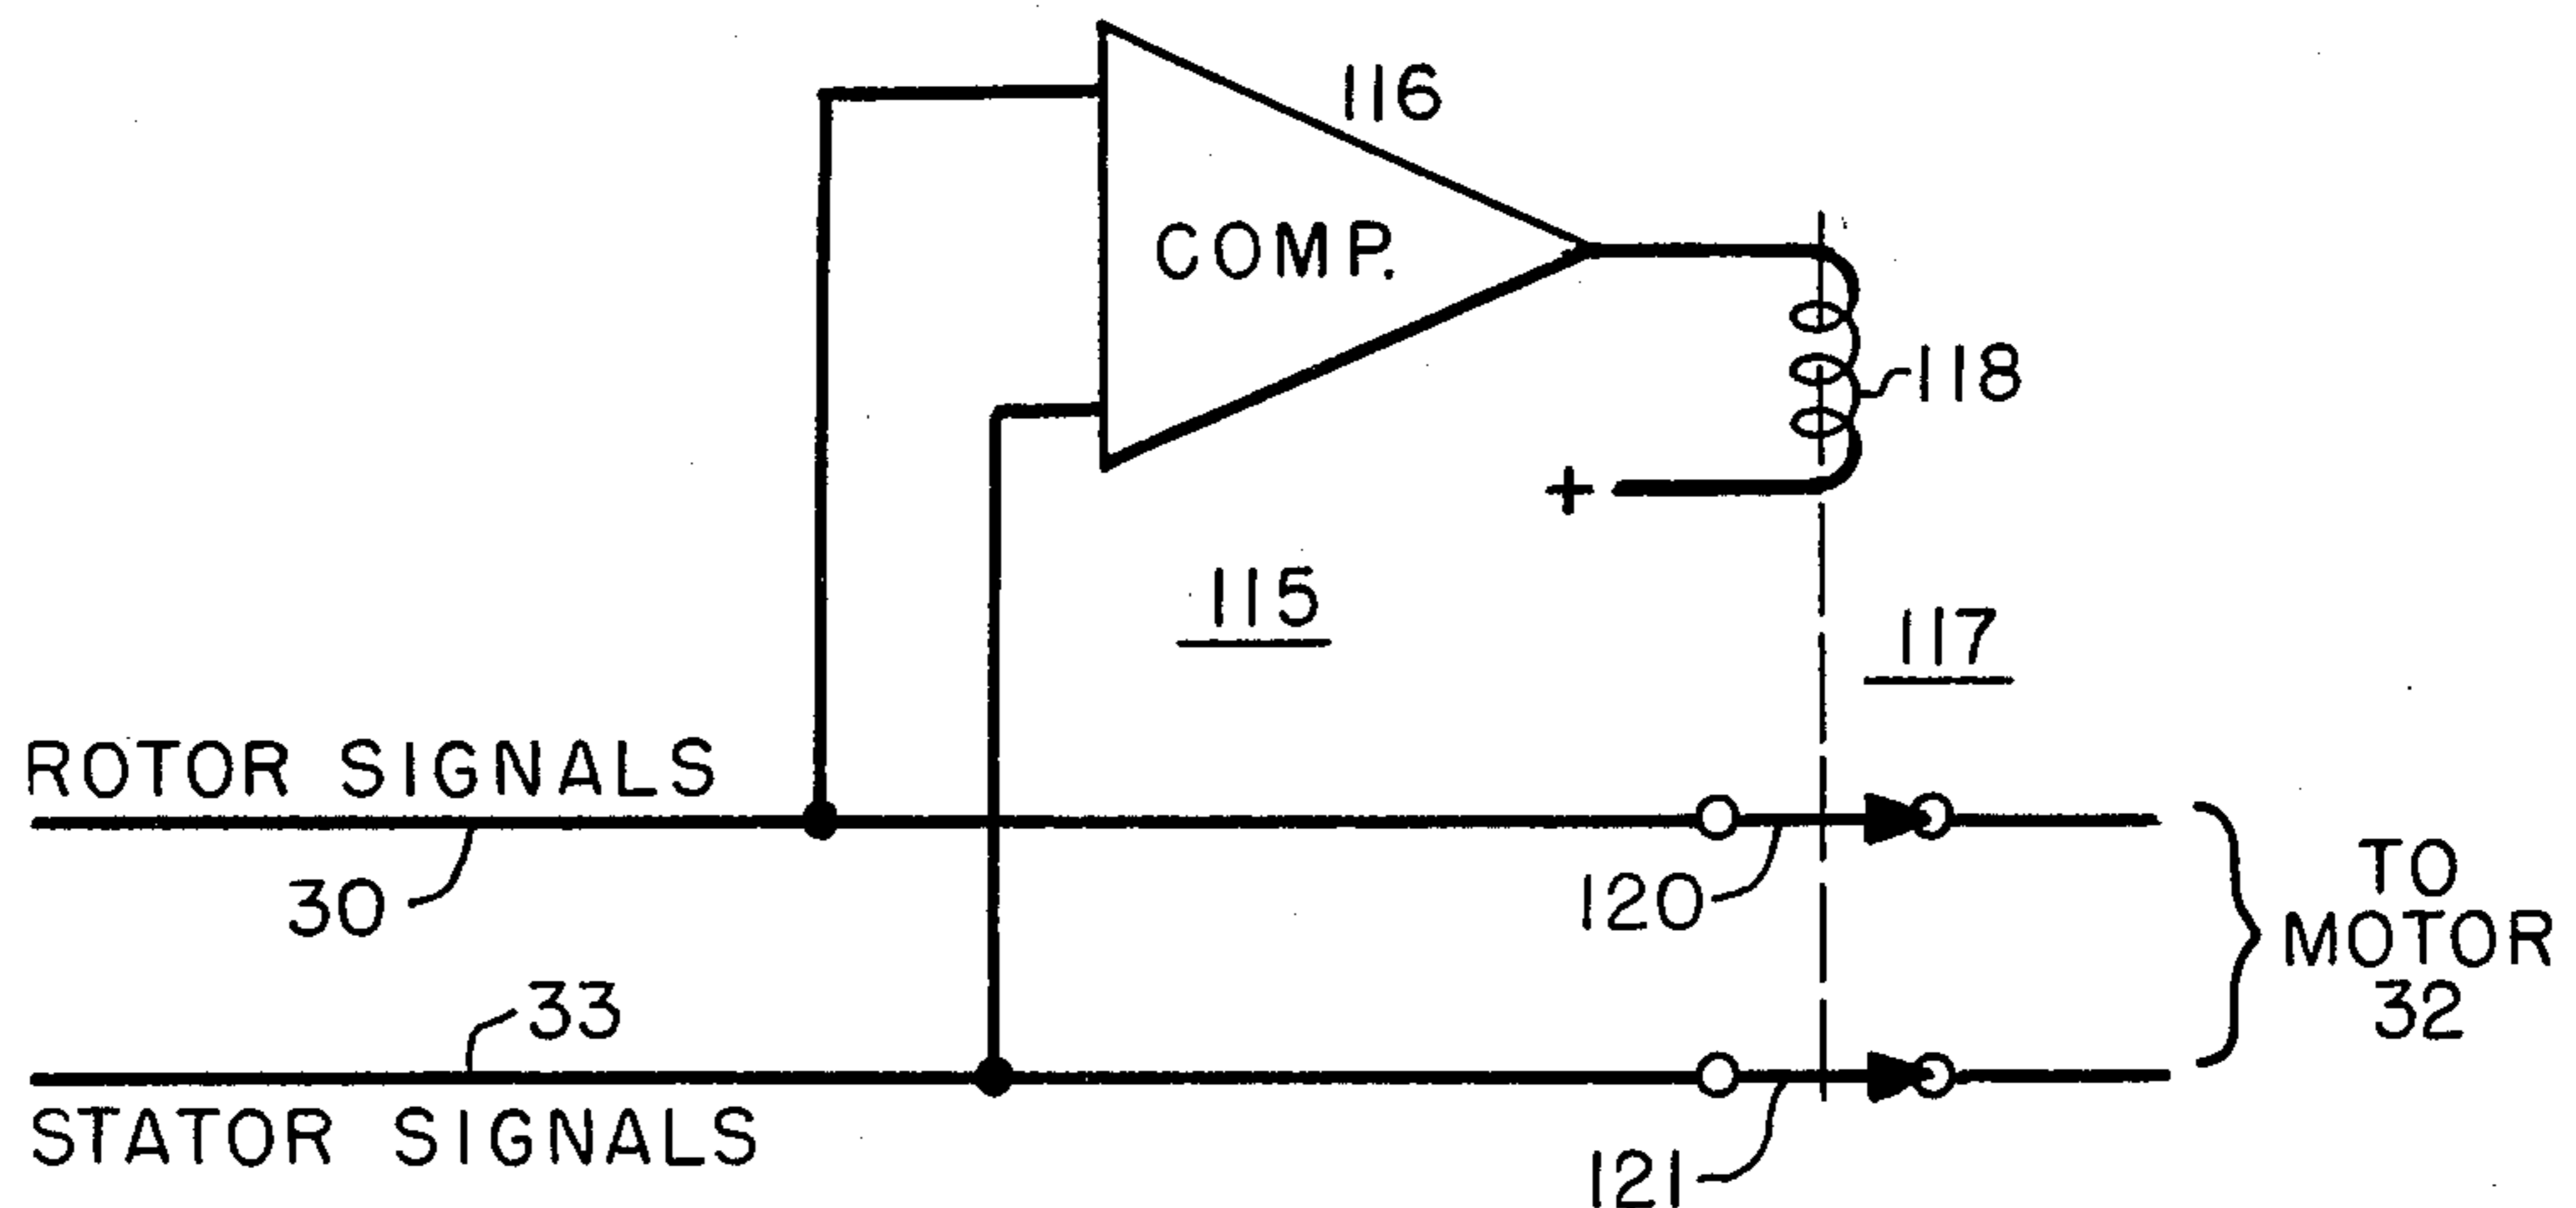 116
COMP.
118
+
115
117
ROTOR SIGNALS
30
120
TO
MOTOR
32
33
STATOR SIGNALS
121